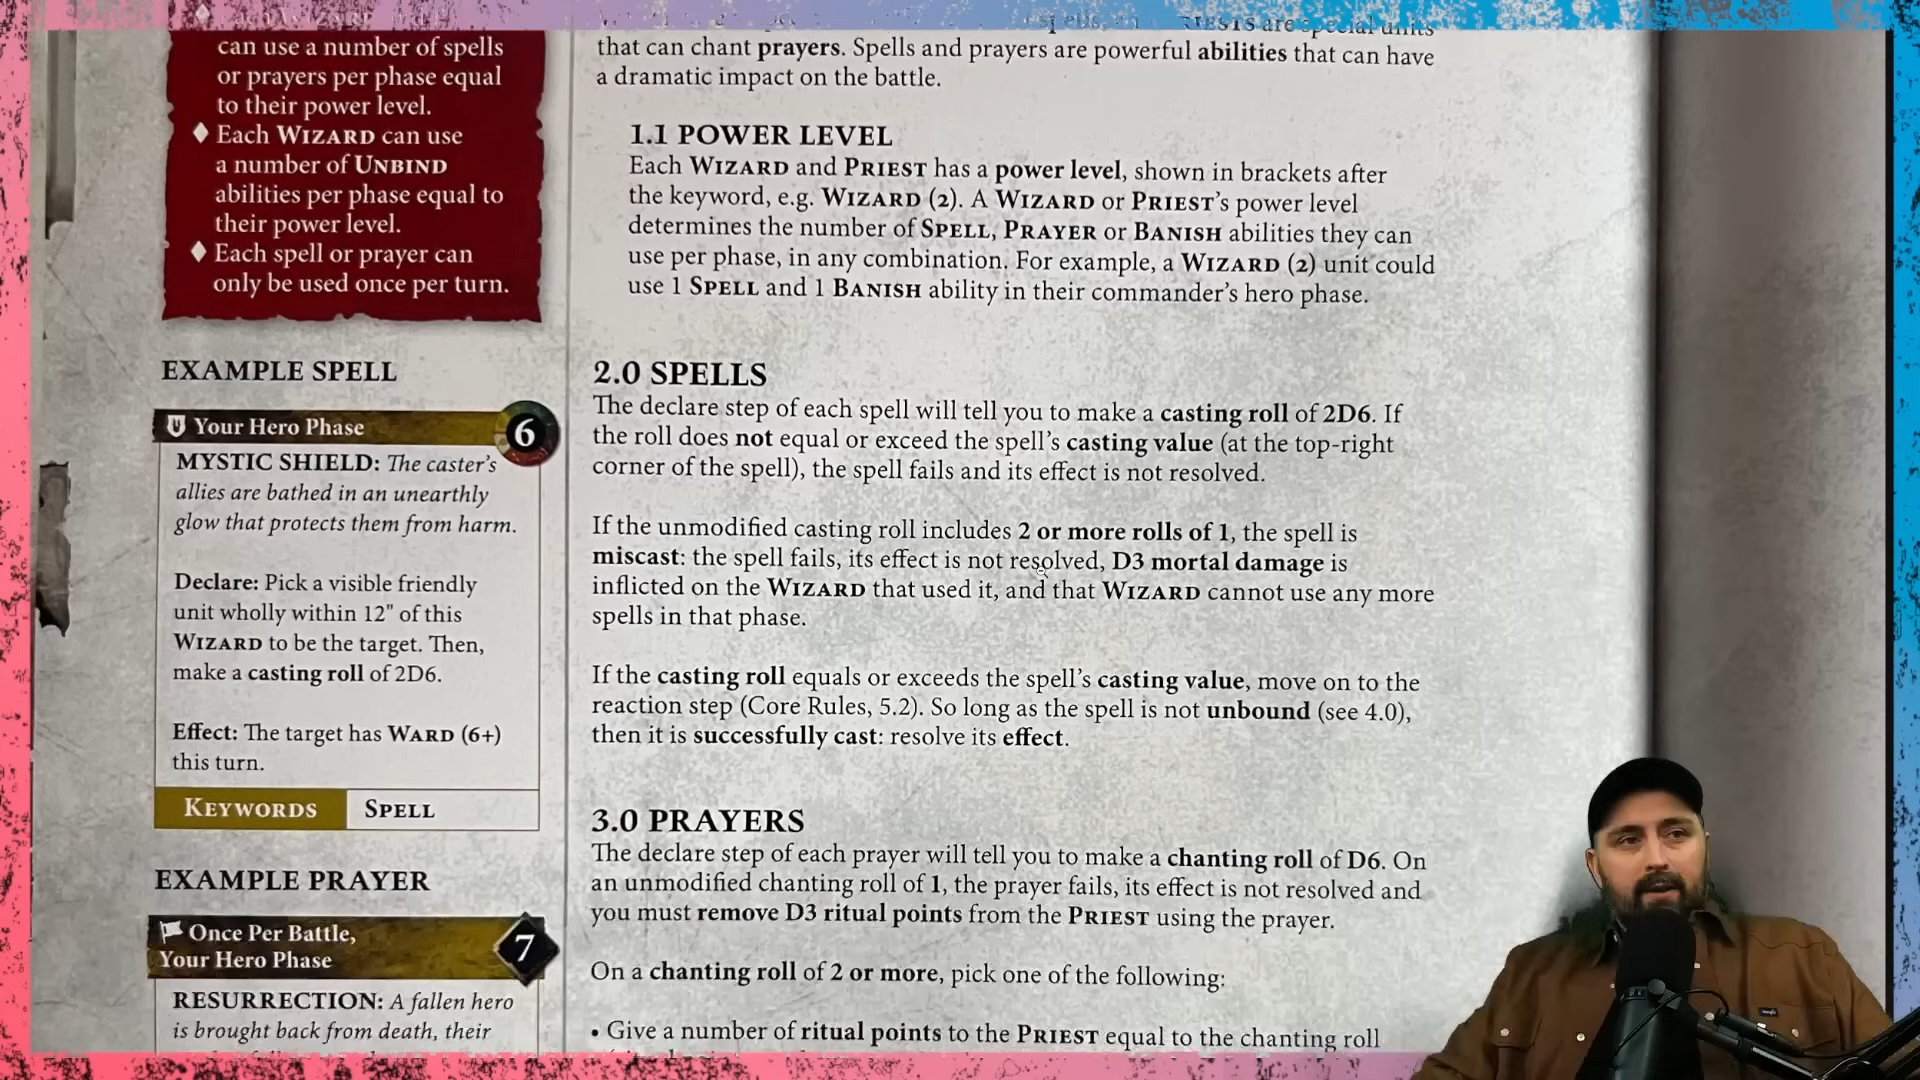 can use a number of spells
or prayers per phase equal
to their power level.
Each WIZARD can use
a number of UNBIND
abilities per phase equal to
their power level.
Each spell or prayer can
only be used once per turn.
EXAMPLE SPELL
Your Hero Phase
6
MYSTIC SHIELD: The caster's
allies are bathed in an unearthly
glow that protects them from harm.
Declare: Pick a visible friendly
unit wholly within 12" of this
WIZARD to be the target. Then,
make a casting roll of 2D6.
Effect: The target has WARD (6+)
this turn.
KEYWORDS SPELL
EXAMPLE PRAYER
Once Per Battle,
Your Hero Phase
7
RESURRECTION: A fallen hero
is brought back from death, their
are special units
that can chant prayers. Spells and prayers are powerful abilities that can have
a dramatic impact on the battle.
1.1 POWER LEVEL
Each WIZARD and PRIEST has a power level, shown in brackets after
the keyword, e.g. WIZARD (2). A WIZARD or PRIEST's power level
determines the number of SPELL, PRAYER or BANISH abilities they can
use per phase, in any combination. For example, a WIZARD (2) unit could
use 1 SPELL and 1 BANISH ability in their commander's hero phase.
2.0 SPELLS
The declare step of each spell will tell you to make a casting roll of 2D6. If
the roll does not equal or exceed the spell's casting value (at the top-right
corner of the spell), the spell fails and its effect is not resolved.
If the unmodified casting roll includes 2 or more rolls of 1, the spell is
miscast: the spell fails, its effect is not resolved, D3 mortal damage is
inflicted on the WIZARD that used it, and that WIZARD cannot use any more
spells in that phase.
If the casting roll equals or exceeds the spell's casting value, move on to the
reaction step (Core Rules, 5.2). So long as the spell is not unbound (see 4.0),
then it is successfully cast: resolve its effect.
3.0 PRAYERS
The declare step of each prayer will tell you to make a chanting roll of D6. On
an unmodified chanting roll of 1, the prayer fails, its effect is not resolved and
you must remove D3 ritual points from the PRIEST using the prayer.
On a chanting roll of 2 or more, pick one of the following:
• Give a number of ritual points to the PRIEST equal to the chanting roll